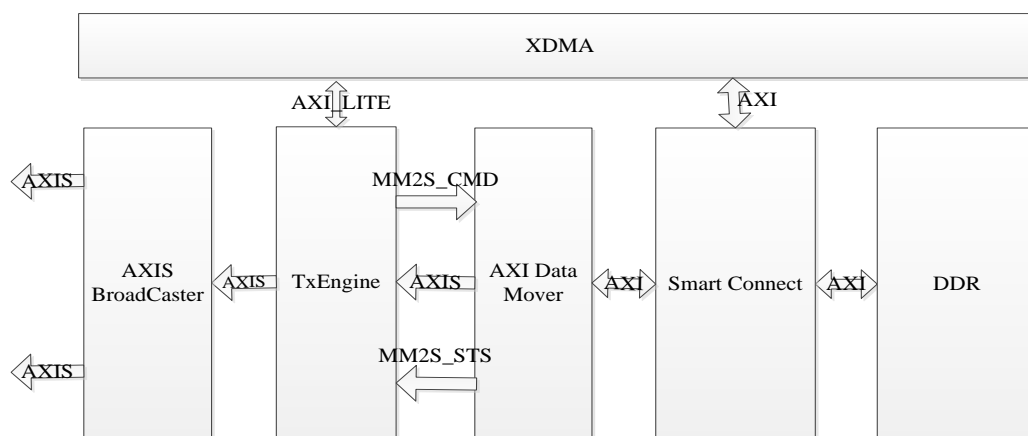 XDMA
AXI_LITE
AXI
AXIS
MM2S_CMD
AXIS
BroadCaster
AXIS
TxEngine
AXIS
AXI Data
Mover
AXI
Smart Connect
AXI
DDR
MM2S_STS
AXIS